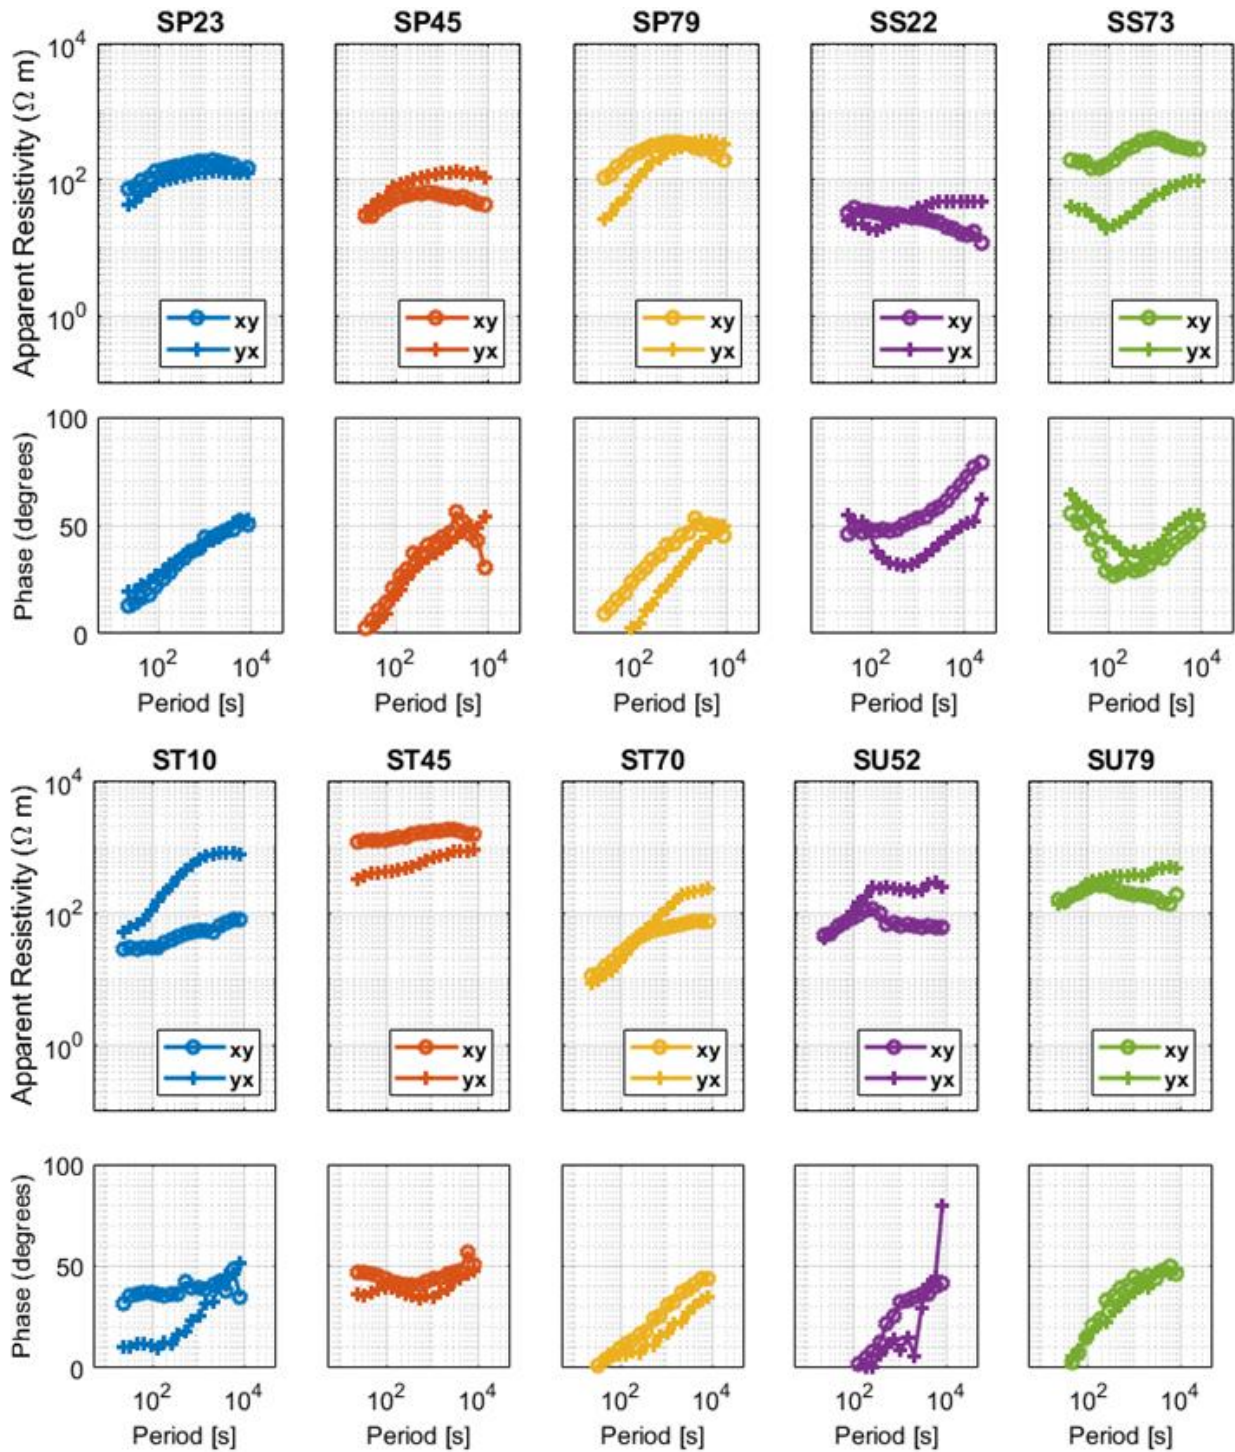 SP23 SP45 SP79 SS22 SS73
Apparent Resistivity (Ω m)
10^4
10^2
10^0
xy xy xy xy xy
yx yx yx yx yx
Phase (degrees)
100
50
0
10^2 10^4 10^2 10^4 10^2 10^4 10^2 10^4 10^2 10^4
Period [s] Period [s] Period [s] Period [s] Period [s]
ST10 ST45 ST70 SU52 SU79
Apparent Resistivity (Ω m)
10^4
10^2
10^0
xy xy xy xy xy
yx yx yx yx yx
Phase (degrees)
100
50
0
10^2 10^4 10^2 10^4 10^2 10^4 10^2 10^4 10^2 10^4
Period [s] Period [s] Period [s] Period [s] Period [s]